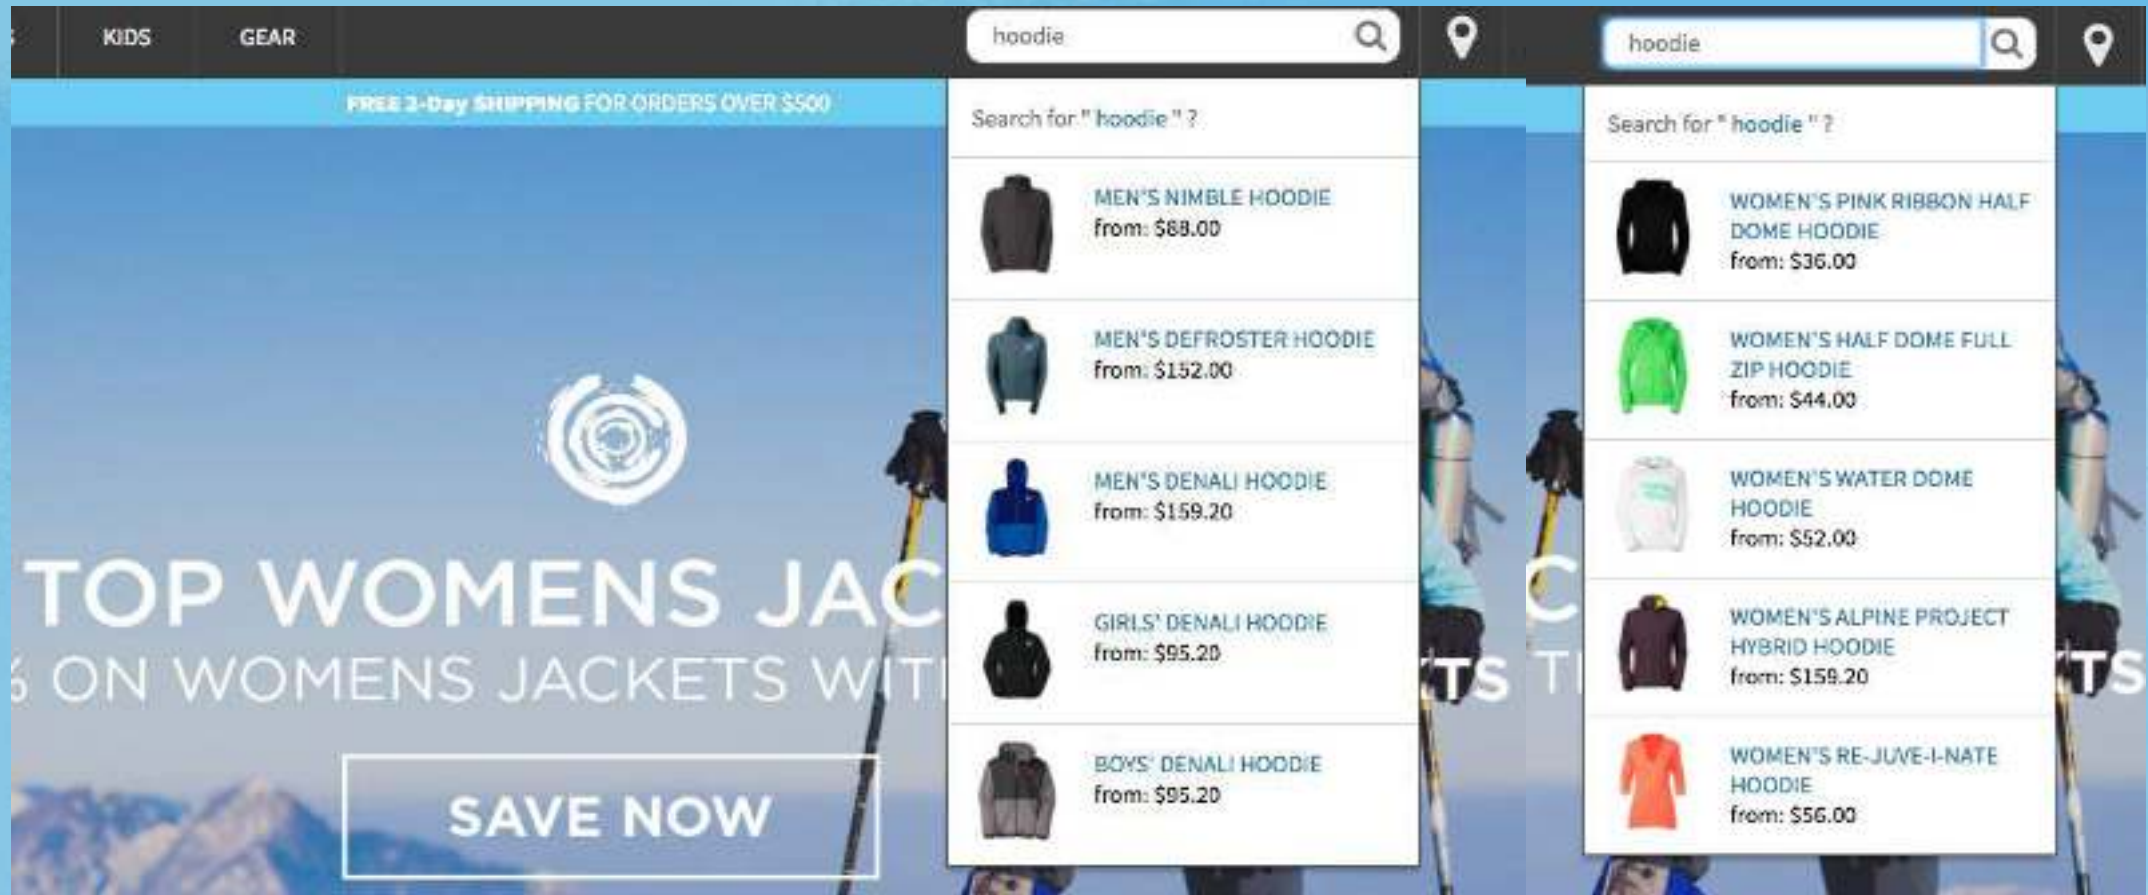 KIDS
GEAR
hoodie
FREE 2-Day SHIPPING FOR ORDERS OVER $500
Search for " hoodie " ?
MEN'S NIMBLE HOODIE
from: $88.00
MEN'S DEFROSTER HOODIE
from: $152.00
MEN'S DENALI HOODIE
from: $159.20
GIRLS' DENALI HOODIE
from: $95.20
BOYS' DENALI HOODIE
from: $95.20
TOP WOMENS JAC
% ON WOMENS JACKETS WIT
TS
SAVE NOW
hoodie
Search for " hoodie " ?
WOMEN'S PINK RIBBON HALF
DOME HOODIE
from: $36.00
WOMEN'S HALF DOME FULL
ZIP HOODIE
from: $44.00
WOMEN'S WATER DOME
HOODIE
from: $52.00
WOMEN'S ALPINE PROJECT
HYBRID HOODIE
from: $159.20
WOMEN'S RE-JUVE-I-NATE
HOODIE
from: $56.00
C
T
TS